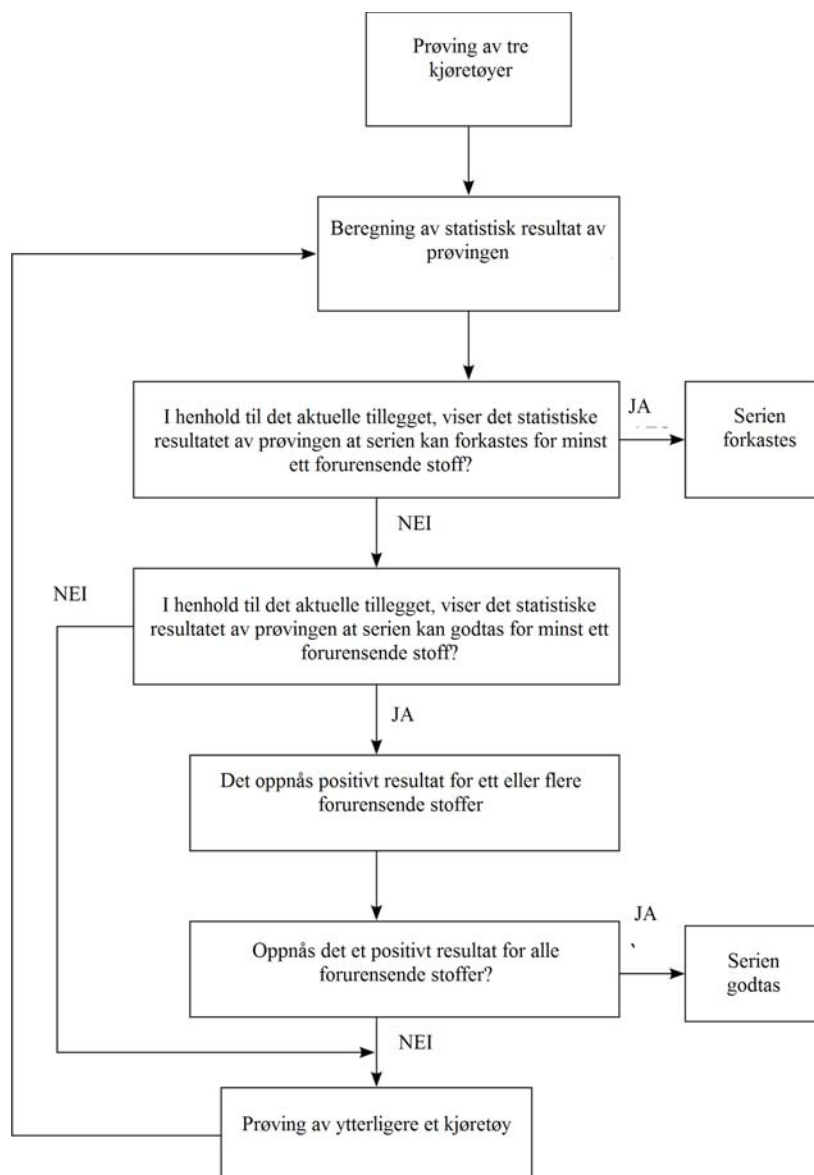 Prøving av tre
kjøretøyer
Beregning av statistisk resultat av
prøvingen
I henhold til det aktuelle tillegget, viser det statistiske
resultatet av prøvingen at serien kan forkastes for minst
ett forurensende stoff?
JA
Serien
forkastes
NEI
NEI
I henhold til det aktuelle tillegget, viser det statistiske
resultatet av prøvingen at serien kan godtas for minst ett
forurensende stoff?
JA
Det oppnås positivt resultat for ett eller flere
forurensende stoffer
Oppnås det et positivt resultat for alle
forurensende stoffer?
JA
Serien
godtas
NEI
Prøving av ytterligere et kjøretøy